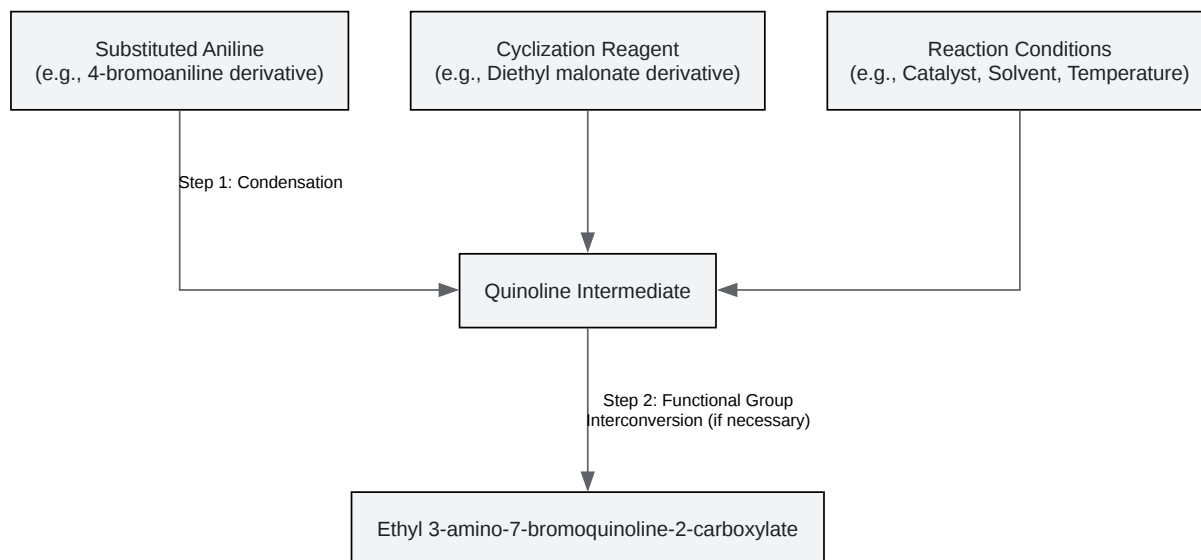 Substituted Aniline
(e.g., 4-bromoaniline derivative)
Cyclization Reagent
(e.g., Diethyl malonate derivative)
Reaction Conditions
(e.g., Catalyst, Solvent, Temperature)
Step 1: Condensation
Quinoline Intermediate
Step 2: Functional Group
Interconversion (if necessary)
Ethyl 3-amino-7-bromoquinoline-2-carboxylate